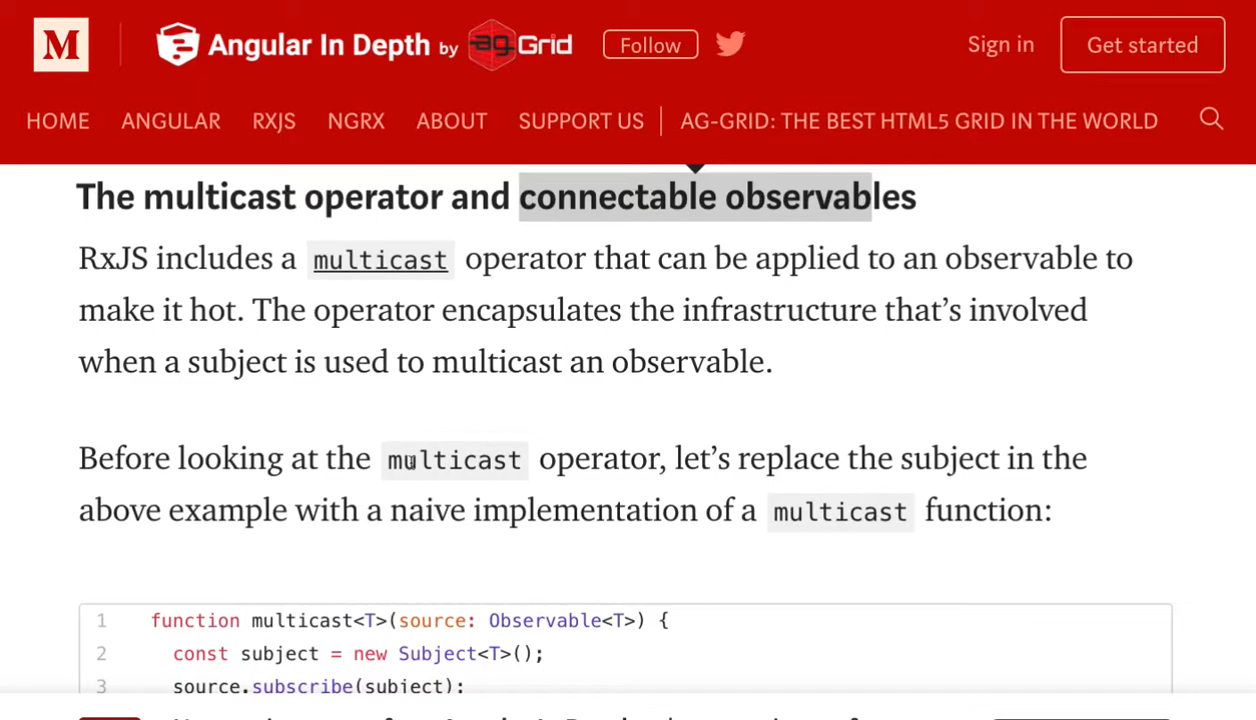 M
Angular In Depth by ag Grid Follow Sign in Get started
HOME ANGULAR RXJS NGRX ABOUT SUPPORT US AG-GRID: THE BEST HTML5 GRID IN THE WORLD
The multicast operator and connectable observables
RxJS includes a multicast operator that can be applied to an observable to
make it hot. The operator encapsulates the infrastructure that’s involved
when a subject is used to multicast an observable.
Before looking at the multicast operator, let’s replace the subject in the
above example with a naive implementation of a multicast function:
1 function multicast<T>(source: Observable<T>) {
2 const subject = new Subject<T>();
3 source.subscribe(subject);